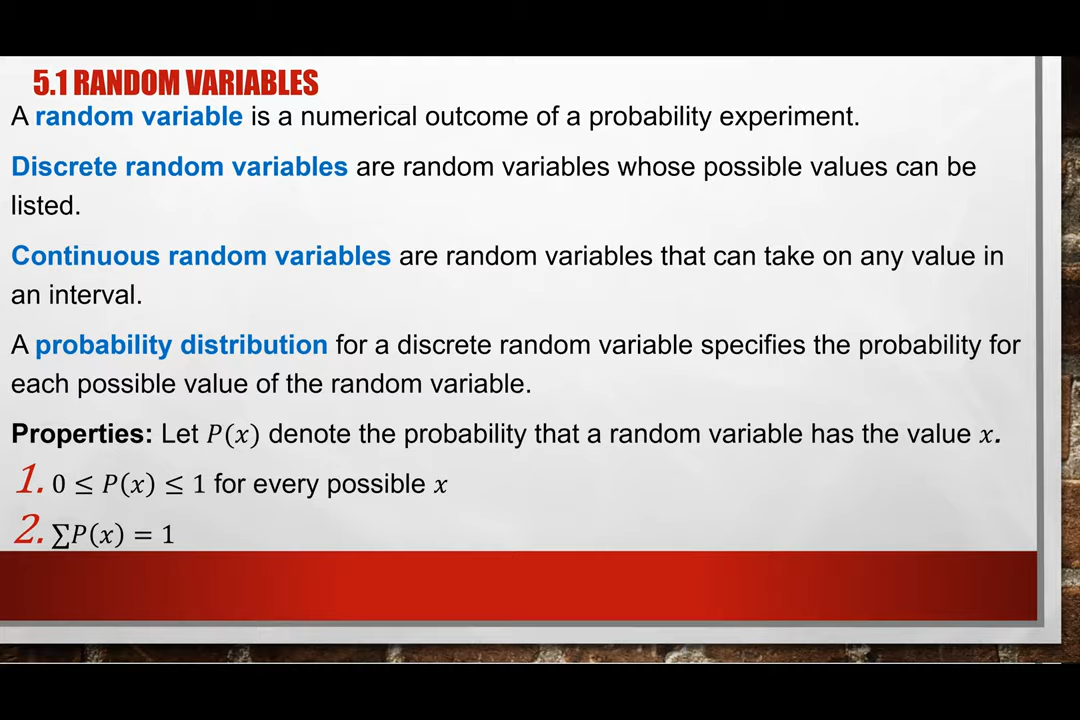 5.1 RANDOM VARIABLES
A random variable is a numerical outcome of a probability experiment.
Discrete random variables are random variables whose possible values can be
listed.
Continuous random variables are random variables that can take on any value in
an interval.
A probability distribution for a discrete random variable specifies the probability for
each possible value of the random variable.
Properties: Let P(x) denote the probability that a random variable has the value x.
1. 0 ≤ P(x) ≤ 1 for every possible x
2. ∑P(x) = 1